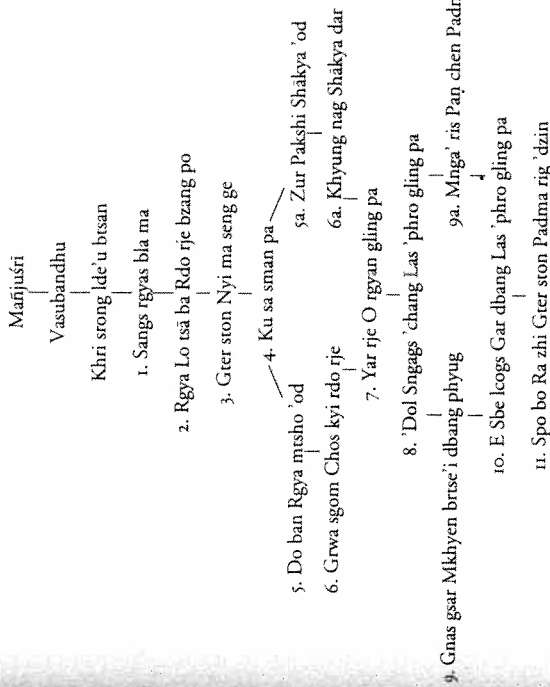 Mañjuśrī
Vasubandhu
Khri srong lde'u btsan
1. Sangs rgyas bla ma
2. Rgya Lo tsā ba Rdo rje bzang po
3. Gter ston Nyi ma seng ge
4. Ku sa sman pa
5. Do ban Rgya mtsho 'od 5a. Zur Pakshi Shākya 'od
6. Grwa sgom Chos kyi rdo rje 6a. Khyung nag Shākya dar
7. Yar rje O rgyan gling pa
8. 'Dol Sngags 'chang Las 'phro gling pa
9. Gnas gsar Mkhyen brtse'i dbang phyug 9a. Mnga' ris Paṇ chen
10. E Sbe lcogs Gar dbang Las 'phro gling pa
11. Spo bo Ra zhi Gter ston Padma rig 'dzin